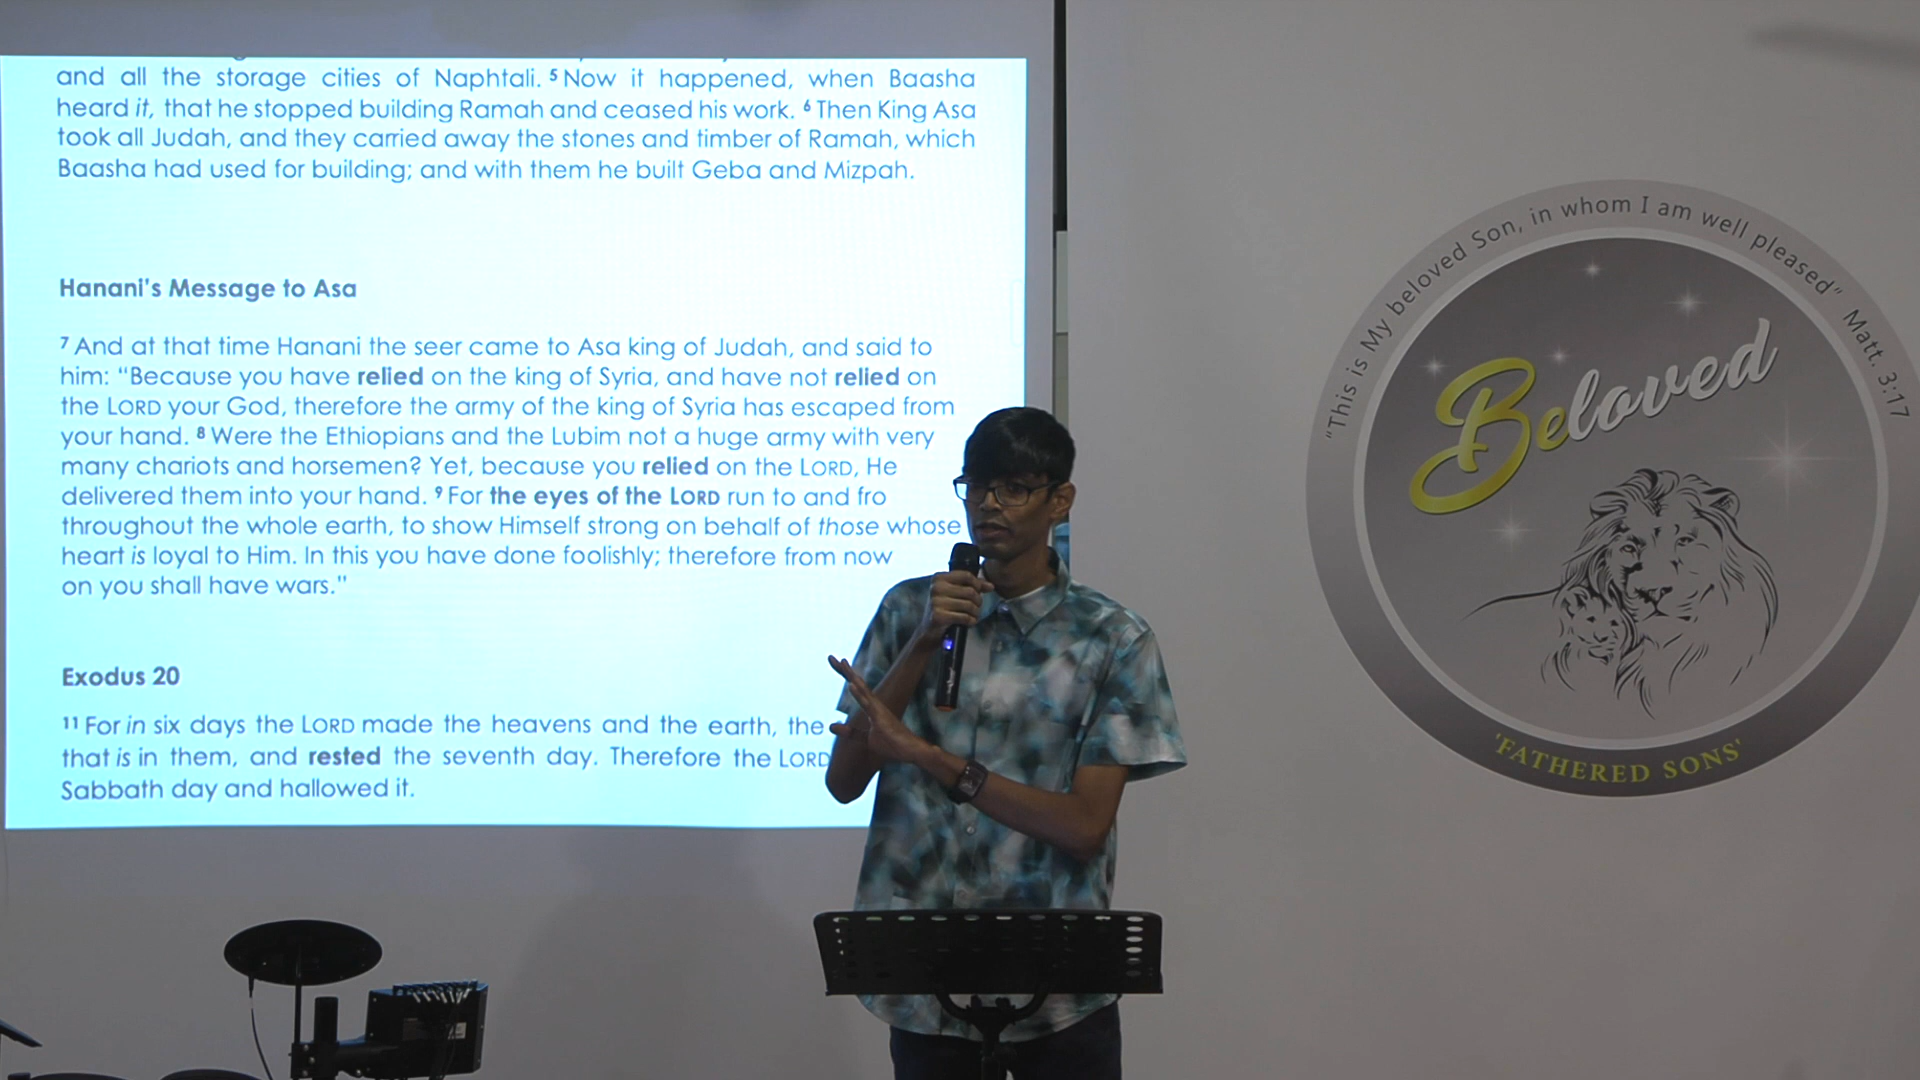 and all the storage cities of Naphtali. 5 Now it happened, when Baasha
heard it, that he stopped building Ramah and ceased his work. 6 Then King Asa
took all Judah, and they carried away the stones and timber of Ramah, which
Baasha had used for building; and with them he built Geba and Mizpah.
Hanani's Message to Asa
7 And at that time Hanani the seer came to Asa king of Judah, and said to
him: "Because you have relied on the king of Syria, and have not relied on
the LORD your God, therefore the army of the king of Syria has escaped from
your hand. 8 Were the Ethiopians and the Lubim not a huge army with very
many chariots and horsemen? Yet, because you relied on the LORD, He
delivered them into your hand. 9 For the eyes of the LORD run to and fro
throughout the whole earth, to show Himself strong on behalf of those whose
heart is loyal to Him. In this you have done foolishly; therefore from now
on you shall have wars."
Exodus 20
11 For in six days the LORD made the heavens and the earth, the
that is in them, and rested the seventh day. Therefore the LORD
Sabbath day and hallowed it.
"This is My beloved Son, in whom I am well pleased" Matt. 3:17
Beloved
'FATHERED SONS'